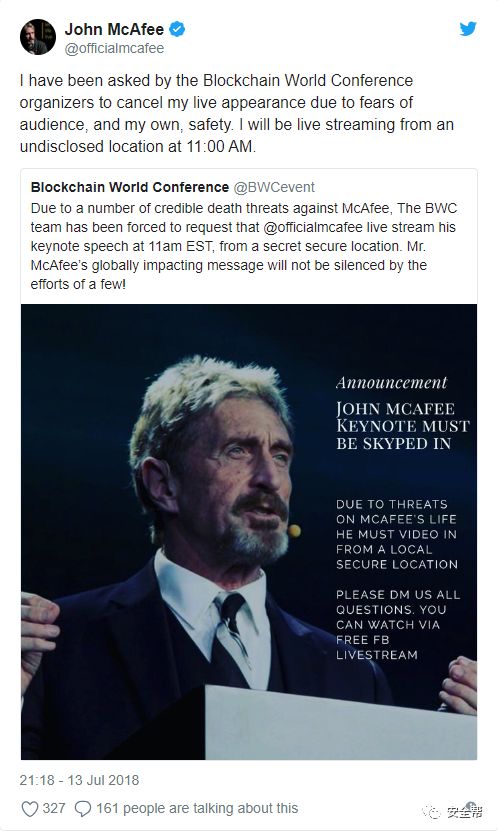 John McAfee
@officialmcafee
I have been asked by the Blockchain World Conference
organizers to cancel my live appearance due to fears of
audience, and my own, safety. I will be live streaming from an
undisclosed location at 11:00 AM.
Blockchain World Conference @BWCevent
Due to a number of credible death threats against McAfee, The BWC
team has been forced to request that @officialmcafee live stream his
keynote speech at 11am EST, from a secret secure location. Mr.
McAfee's globally impacting message will not be silenced by the
efforts of a few!
Announcement
JOHN MCAFEE
KEYNOTE MUST
BE SKYPED IN
DUE TO THREATS
ON MCAFEE'S LIFE
HE MUST VIDEO IN
FROM A LOCAL
SECURE LOCATION
PLEASE DM US ALL
QUESTIONS. YOU
CAN WATCH VIA
FREE FB
LIVESTREAM
21:18 - 13 Jul 2018
327 161 people are talking about this
安全帮